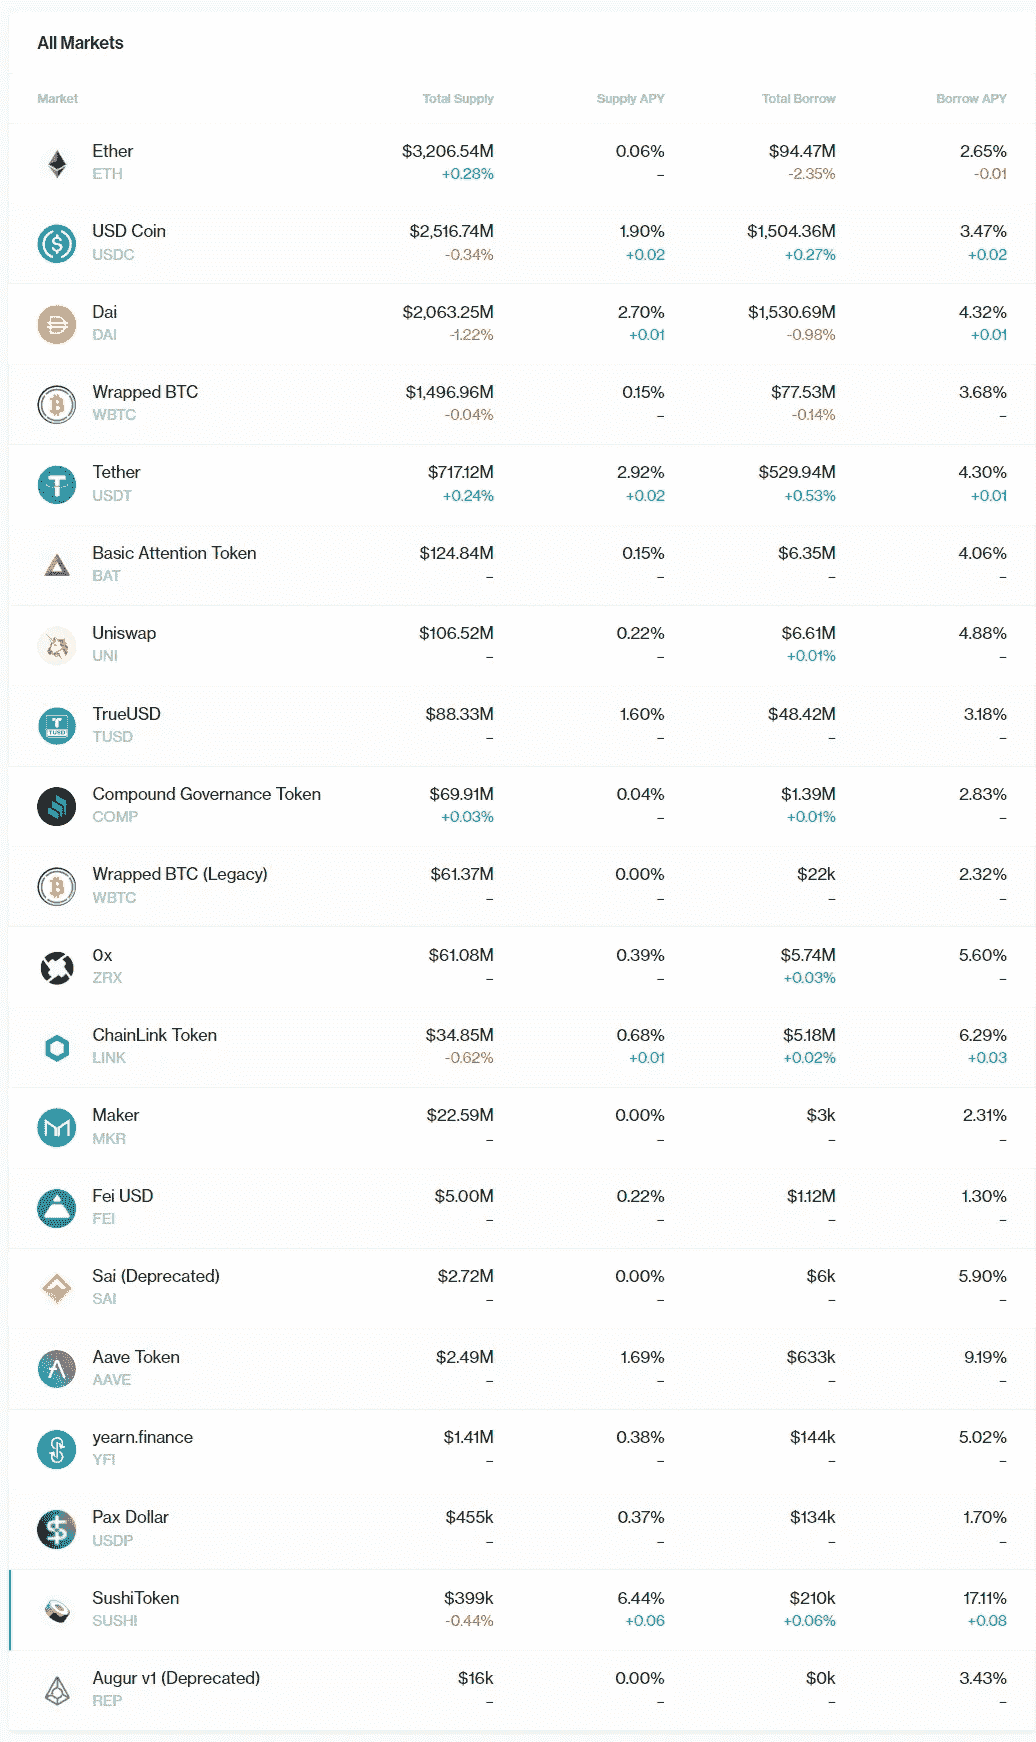 All Markets
Market Total Supply Supply APY Total Borrow Borrow APY
Ether $3,206.54M 0.06% $94.47M 2.65%
ETH +0.28% – -2.35% -0.01
USD Coin $2,516.74M 1.90% $1,504.36M 3.47%
USDC -0.34% +0.02 +0.27% +0.02
Dai $2,063.25M 2.70% $1,530.69M 4.32%
DAI -1.22% +0.01 -0.98% +0.01
Wrapped BTC $1,496.96M 0.15% $77.53M 3.68%
WBTC -0.04% – -0.14% –
Tether $717.12M 2.92% $529.94M 4.30%
USDT +0.24% +0.02 +0.53% +0.01
Basic Attention Token $124.84M 0.15% $6.35M 4.06%
BAT – – – –
Uniswap $106.52M 0.22% $6.61M 4.88%
UNI – – +0.01% –
TrueUSD $88.33M 1.60% $48.42M 3.18%
TUSD – – – –
Compound Governance Token $69.91M 0.04% $1.39M 2.83%
COMP +0.03% – +0.01% –
Wrapped BTC (Legacy) $61.37M 0.00% $22k 2.32%
WBTC – – – –
0x $61.08M 0.39% $5.74M 5.60%
ZRX – – +0.03% –
ChainLink Token $34.85M 0.68% $5.18M 6.29%
LINK -0.62% +0.01 +0.02% +0.03
Maker $22.59M 0.00% $3k 2.31%
MKR – – – –
Fei USD $5.00M 0.22% $1.12M 1.30%
FEI – – – –
Sai (Deprecated) $2.72M 0.00% $6k 5.90%
SAI – – – –
Aave Token $2.49M 1.69% $633k 9.19%
AAVE – – – –
yearn.finance $1.41M 0.38% $144k 5.02%
YFI – – – –
Pax Dollar $455k 0.37% $134k 1.70%
USDP – – – –
SushiToken $399k 6.44% $210k 17.11%
SUSHI -0.44% +0.06 +0.06% +0.08
Augur v1 (Deprecated) $16k 0.00% $0k 3.43%
REP – – – –